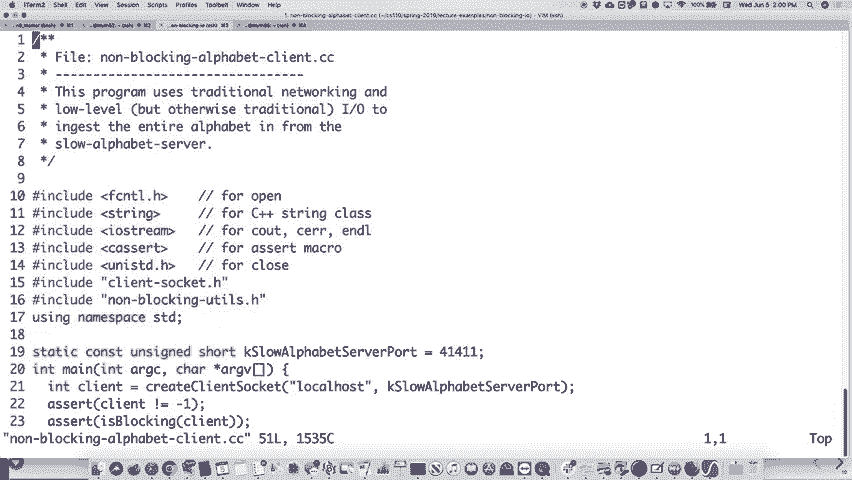 iTerm2 Shell Edit View Session Scripts Profiles Toolbelt Window Help
100% Wed Jun 5 2:00 PM
1. non-blocking-alphabet-client.cc (~/cs110/spring-2019/lecture-examples/non-blocking-io) - VIM (ssh)
1 /**
2 * File: non-blocking-alphabet-client.cc
3 * ---------------------------------
4 * This program uses traditional networking and
5 * low-level (but otherwise traditional) I/O to
6 * ingest the entire alphabet in from the
7 * slow-alphabet-server.
8 */
9
10 #include <fcntl.h> // for open
11 #include <string> // for C++ string class
12 #include <iostream> // for cout, cerr, endl
13 #include <cassert> // for assert macro
14 #include <unistd.h> // for close
15 #include "client-socket.h"
16 #include "non-blocking-utils.h"
17 using namespace std;
18
19 static const unsigned short kSlowAlphabetServerPort = 41411;
20 int main(int argc, char *argv[]) {
21 int client = createClientSocket("localhost", kSlowAlphabetServerPort);
22 assert(client != -1);
23 assert(isBlocking(client));
"non-blocking-alphabet-client.cc" 51L, 1535C 1,1 Top